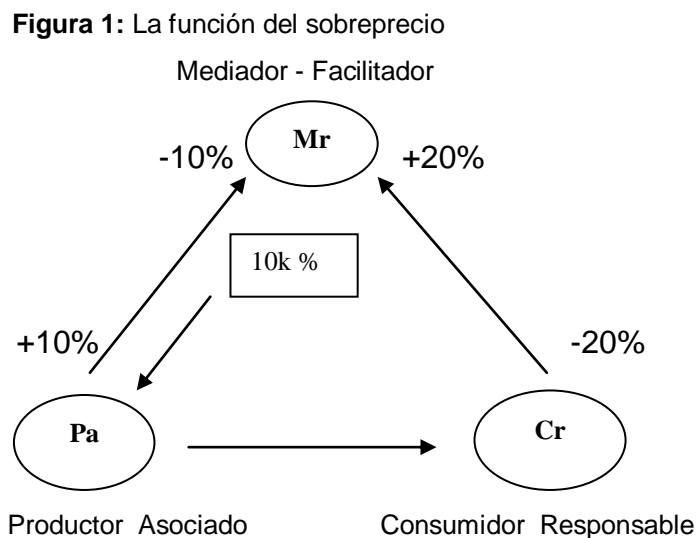 Figura 1: La función del sobreprecio
Mediador - Facilitador
Mr
-10%
+20%
10k %
+10%
-20%
Pa
Cr
Productor Asociado
Consumidor Responsable